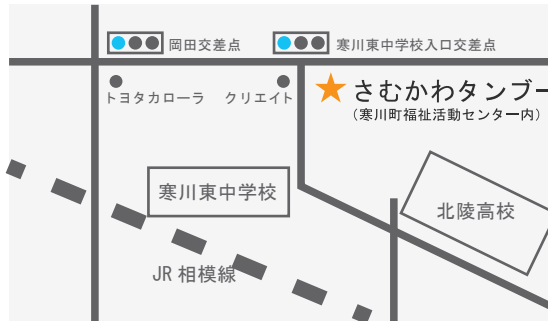 岡田交差点
寒川東中学校入口交差点
トヨタカローラ
クリエイト
さむかわタンブー
(寒川町福祉活動センター内)
寒川東中学校
北陵高校
JR 相模線